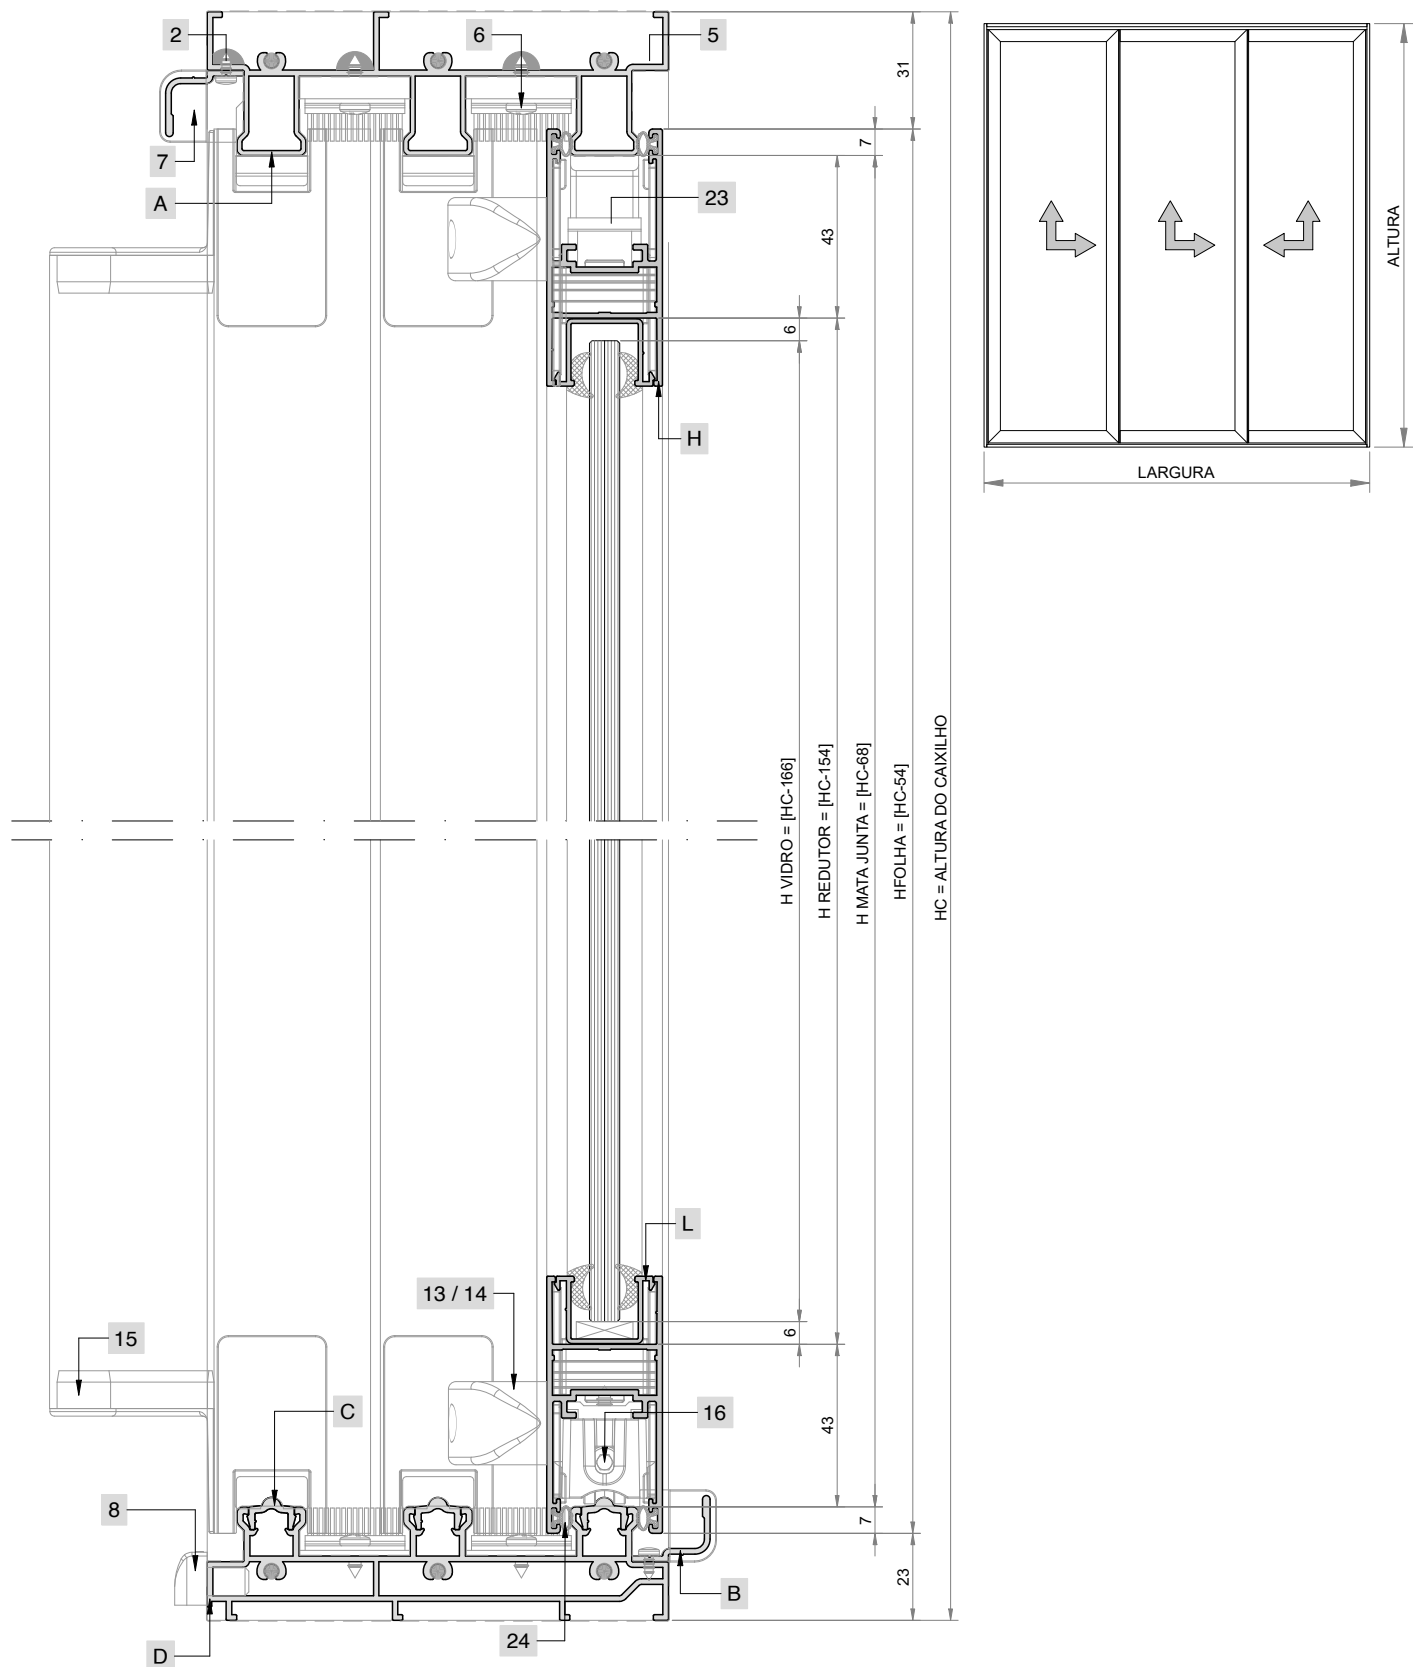 2
6
5
31
7
7
A
23
43
6
H
ALTURA
LARGURA
H VIDRO = [HC-166]
H REDUTOR = [HC-154]
H MATA JUNTA = [HC-68]
HFOLHA = [HC-54]
HC = ALTURA DO CAIXILHO
L
13 / 14
6
15
C
16
43
8
7
B
23
24
D